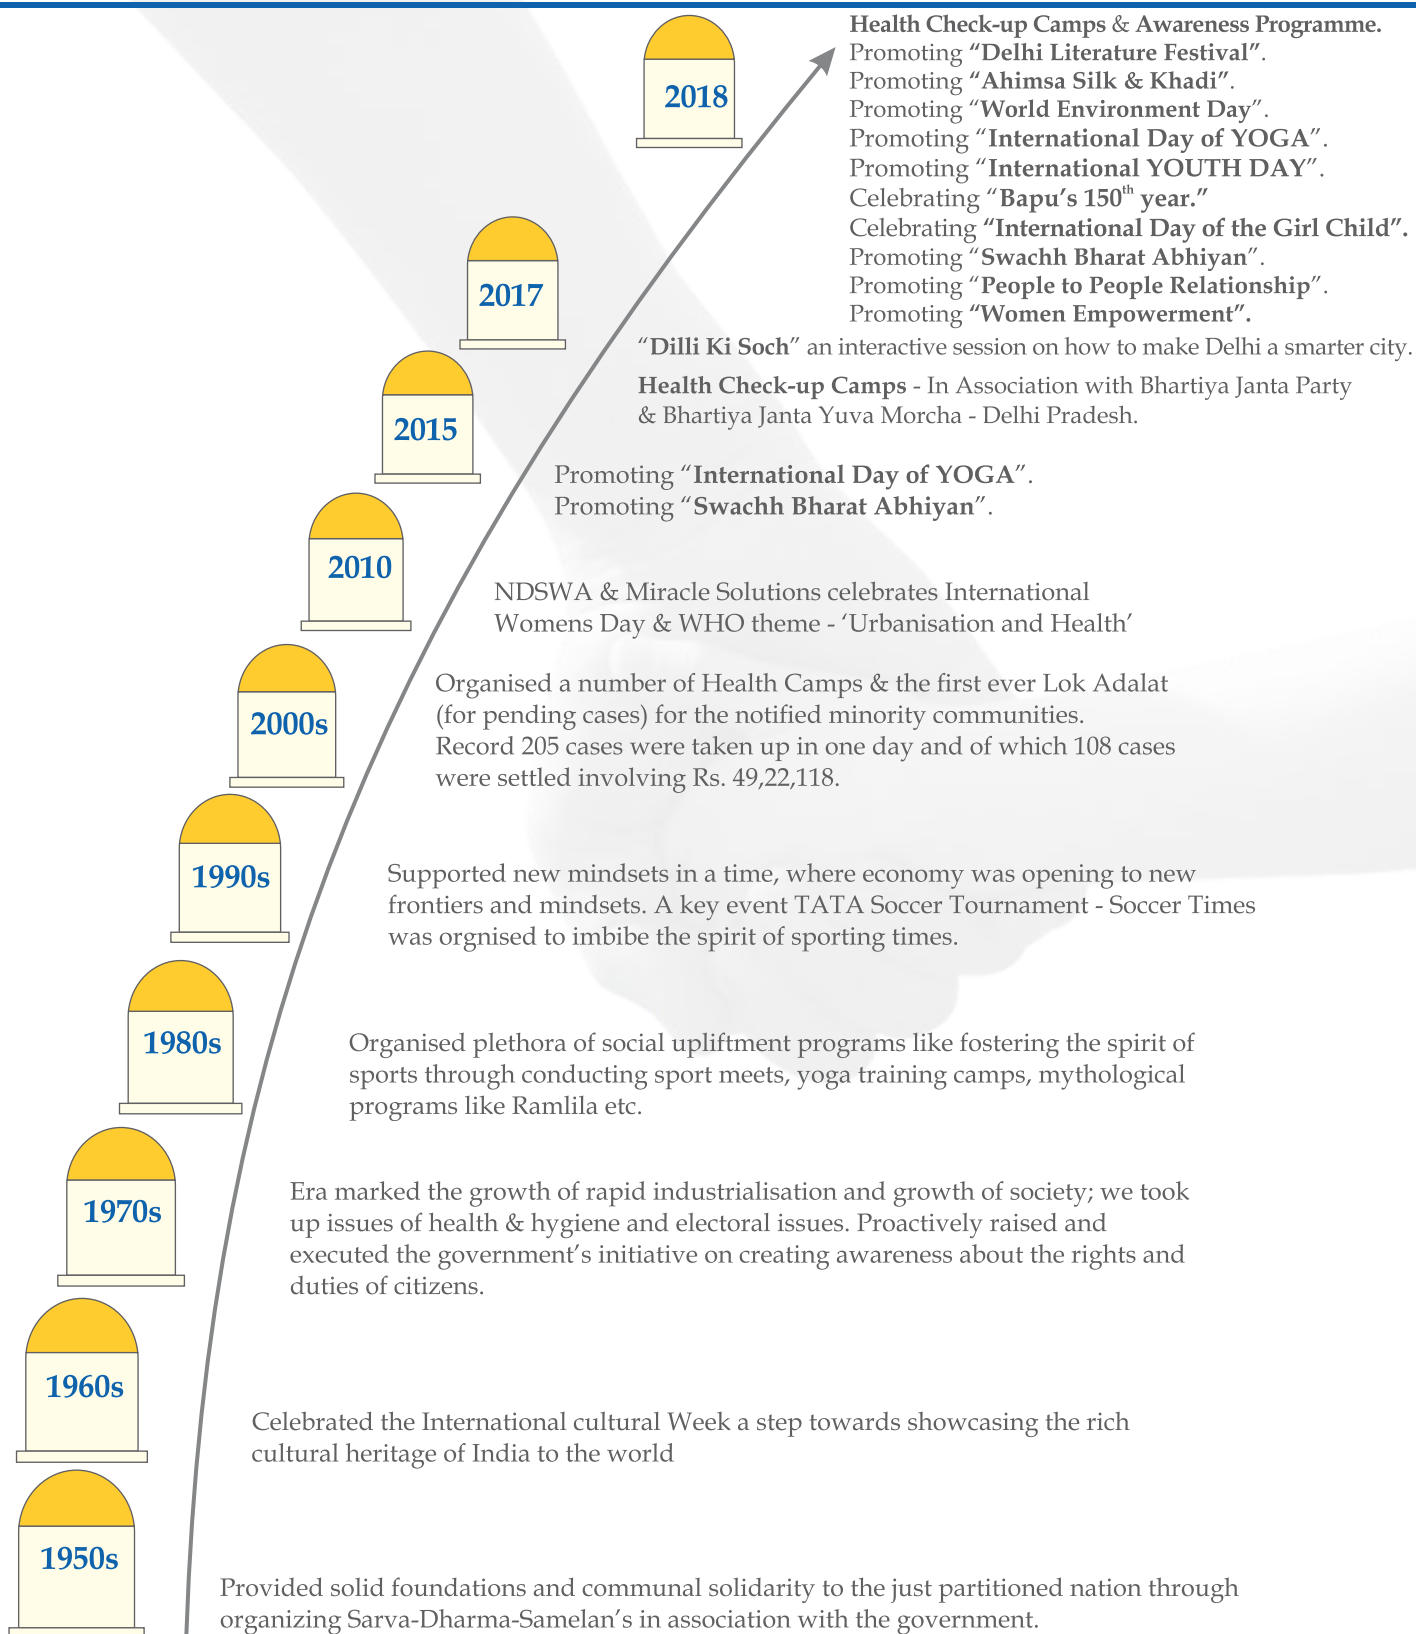 2018
Health Check-up Camps & Awareness Programme.
Promoting “Delhi Literature Festival”.
Promoting “Ahimsa Silk & Khadi”.
Promoting “World Environment Day”.
Promoting “International Day of YOGA”.
Promoting “International YOUTH DAY”.
Celebrating “Bapu’s 150th year.”
Celebrating “International Day of the Girl Child”.
Promoting “Swachh Bharat Abhiyan”.
Promoting “People to People Relationship”.
Promoting “Women Empowerment”.
2017
“Dilli Ki Soch” an interactive session on how to make Delhi a smarter city.
Health Check-up Camps - In Association with Bhartiya Janta Party
& Bhartiya Janta Yuva Morcha - Delhi Pradesh.
2015
Promoting “International Day of YOGA”.
Promoting “Swachh Bharat Abhiyan”.
2010
NDSWA & Miracle Solutions celebrates International
Womens Day & WHO theme - ‘Urbanisation and Health’
2000s
Organised a number of Health Camps & the first ever Lok Adalat
(for pending cases) for the notified minority communities.
Record 205 cases were taken up in one day and of which 108 cases
were settled involving Rs. 49,22,118.
1990s
Supported new mindsets in a time, where economy was opening to new
frontiers and mindsets. A key event TATA Soccer Tournament - Soccer Times
was orgnised to imbibe the spirit of sporting times.
1980s
Organised plethora of social upliftment programs like fostering the spirit of
sports through conducting sport meets, yoga training camps, mythological
programs like Ramlila etc.
1970s
Era marked the growth of rapid industrialisation and growth of society; we took
up issues of health & hygiene and electoral issues. Proactively raised and
executed the government’s initiative on creating awareness about the rights and
duties of citizens.
1960s
Celebrated the International cultural Week a step towards showcasing the rich
cultural heritage of India to the world
1950s
Provided solid foundations and communal solidarity to the just partitioned nation through
organizing Sarva-Dharma-Samelan’s in association with the government.